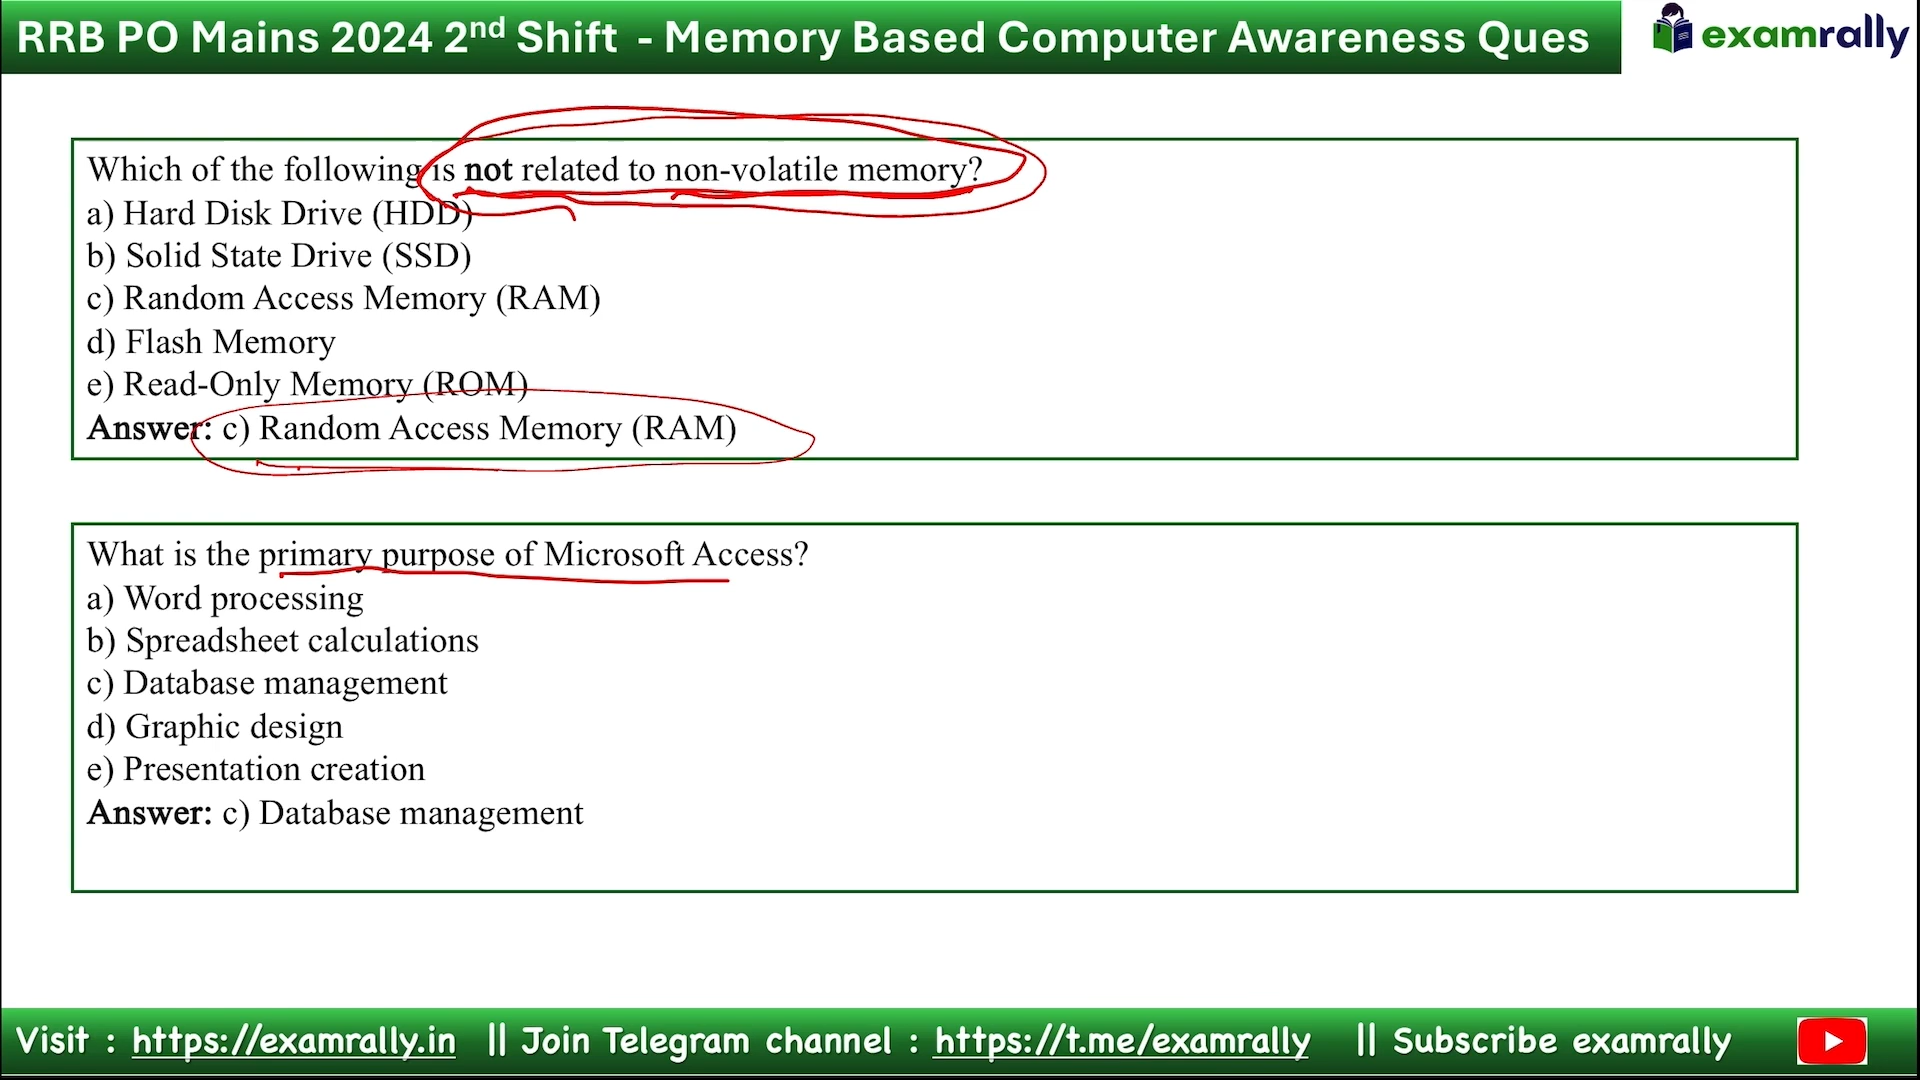 RRB PO Mains 2024 2nd Shift - Memory Based Computer Awareness Ques
examrally
Which of the following is not related to non-volatile memory?
a) Hard Disk Drive (HDD)
b) Solid State Drive (SSD)
c) Random Access Memory (RAM)
d) Flash Memory
e) Read-Only Memory (ROM)
Answer: c) Random Access Memory (RAM)
What is the primary purpose of Microsoft Access?
a) Word processing
b) Spreadsheet calculations
c) Database management
d) Graphic design
e) Presentation creation
Answer: c) Database management
Visit : https://examrally.in || Join Telegram channel : https://t.me/examrally || Subscribe examrally